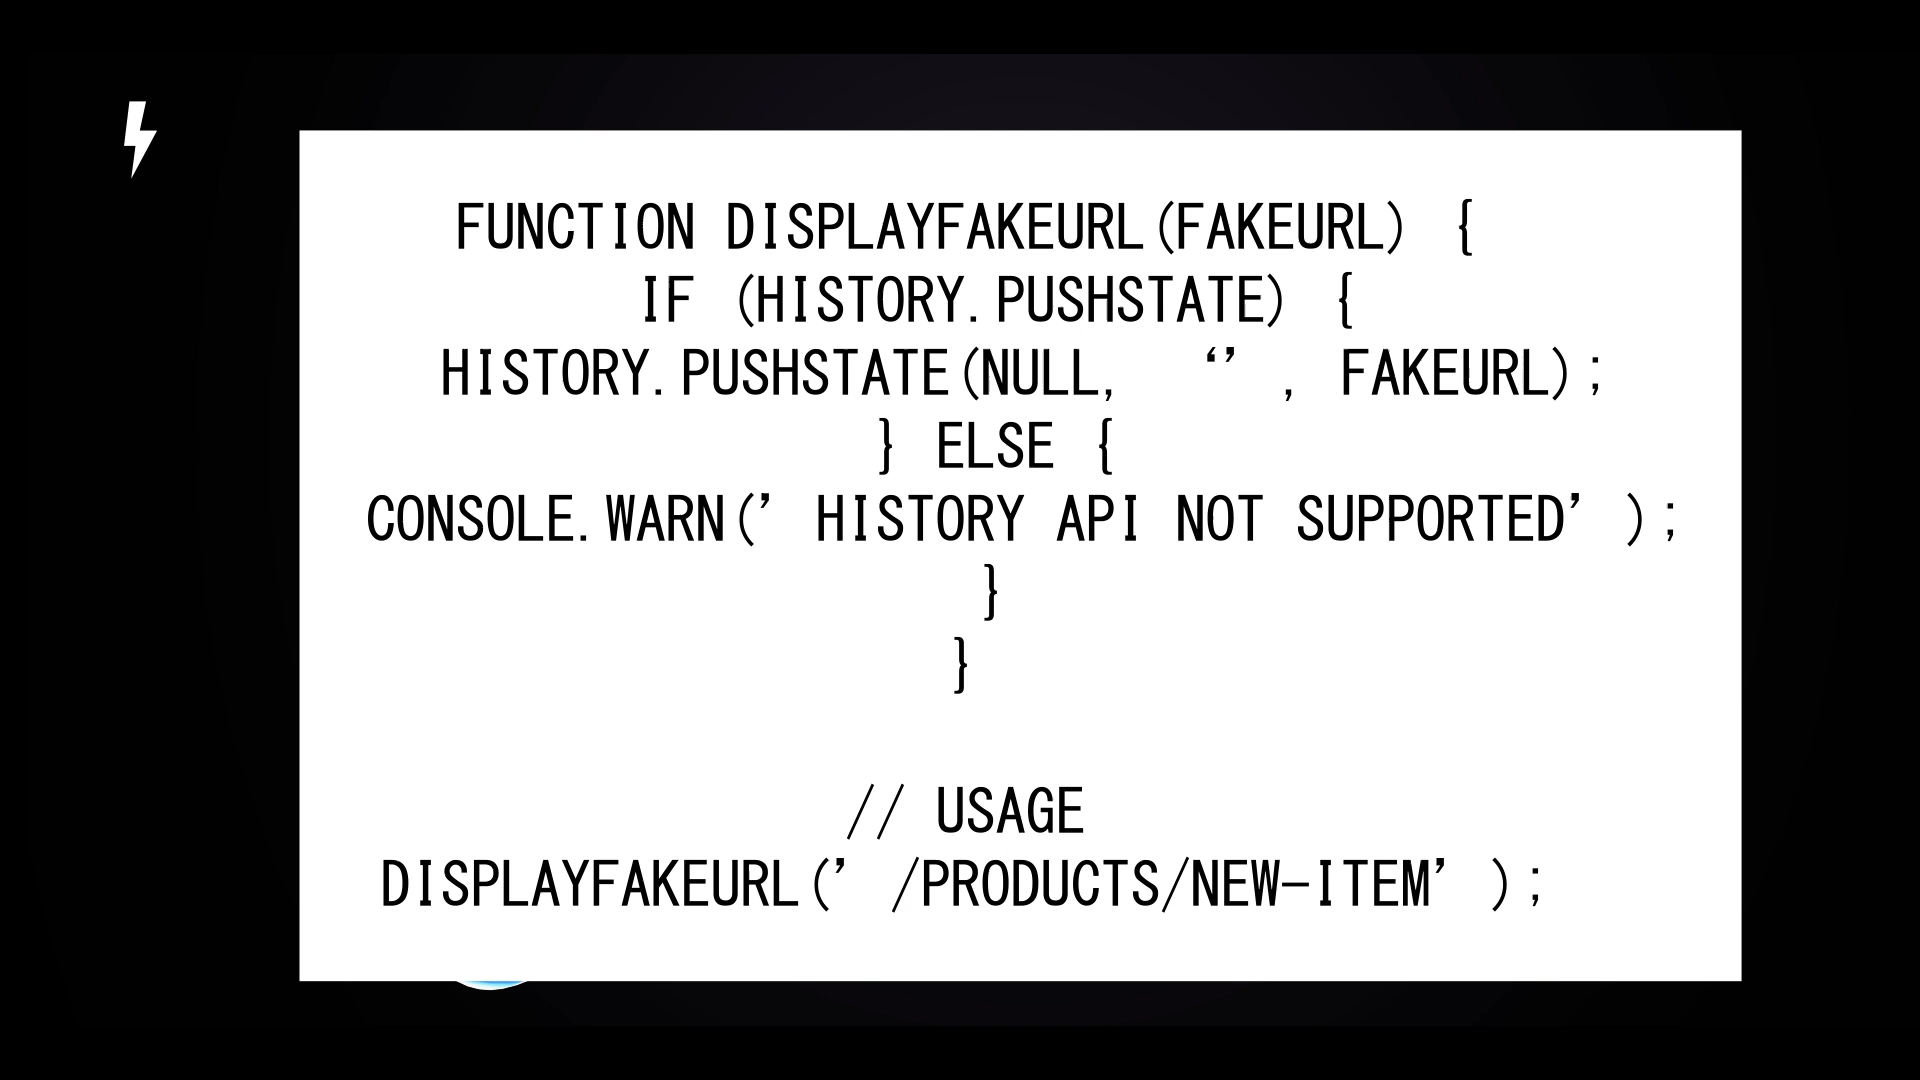 FUNCTION DISPLAYFAKEURL(FAKEURL) {
IF (HISTORY.PUSHSTATE) {
HISTORY.PUSHSTATE(NULL, ‘’, FAKEURL);
} ELSE {
CONSOLE.WARN(’HISTORY API NOT SUPPORTED’);
}
}
// USAGE
DISPLAYFAKEURL(’/PRODUCTS/NEW-ITEM’);